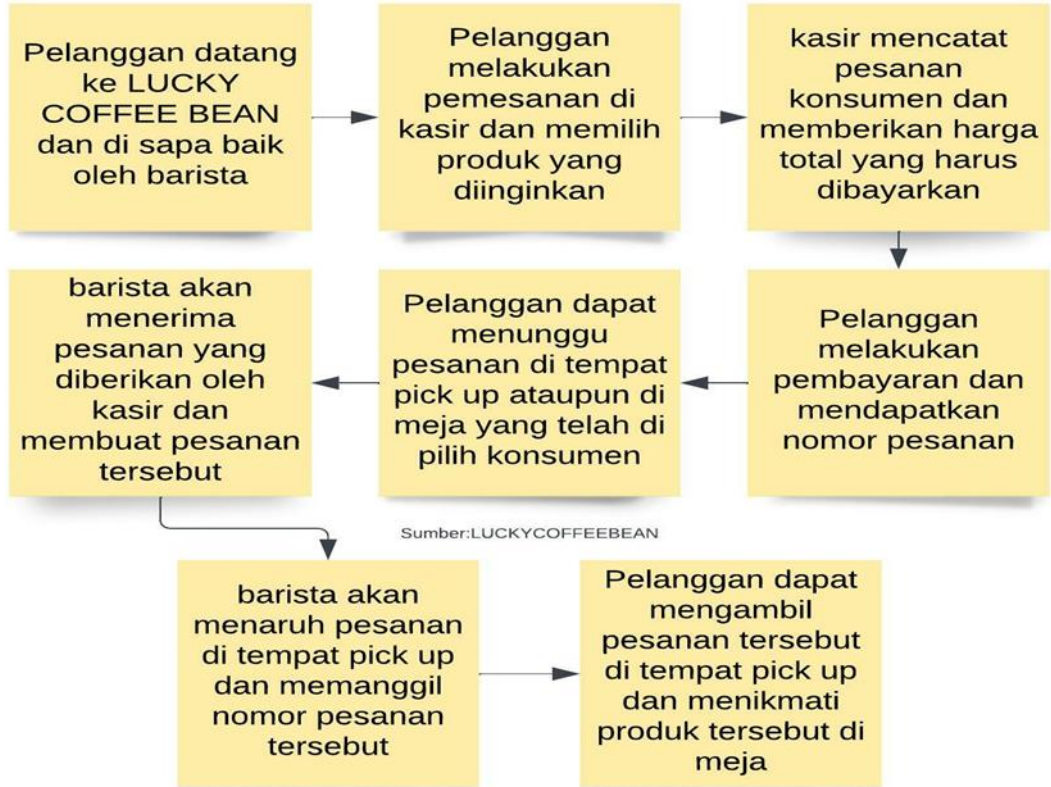 Pelanggan datang
ke LUCKY
COFFEE BEAN
dan di sapa baik
oleh barista
Pelanggan
melakukan
pemesanan di
kasir dan memilih
produk yang
diinginkan
kasir mencatat
pesanan
konsumen dan
memberikan harga
total yang harus
dibayarkan
Pelanggan
melakukan
pembayaran dan
mendapatkan
nomor pesanan
Pelanggan dapat
menunggu
pesanan di tempat
pick up ataupun di
meja yang telah di
pilih konsumen
barista akan
menerima
pesanan yang
diberikan oleh
kasir dan
membuat pesanan
tersebut
Sumber:LUCKYCOFFEEBEAN
barista akan
menaruh pesanan
di tempat pick up
dan memanggil
nomor pesanan
tersebut
Pelanggan dapat
mengambil
pesanan tersebut
di tempat pick up
dan menikmati
produk tersebut di
meja